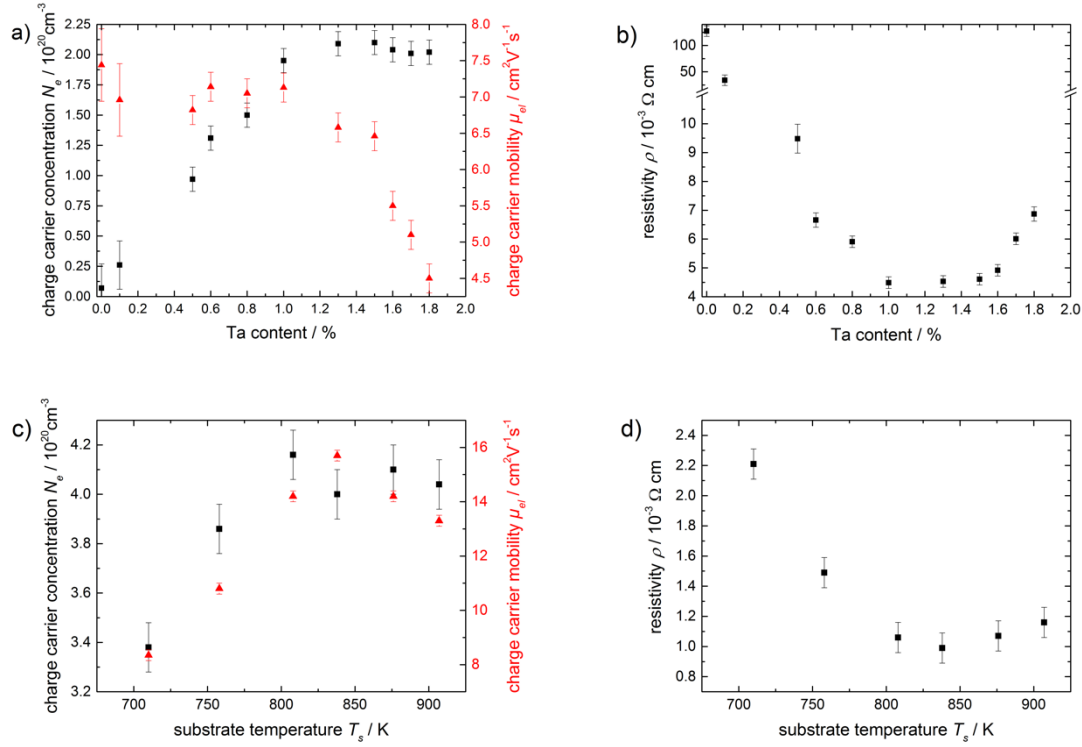 a)
charge carrier concentration Nₑ / 10²⁰cm⁻³
2.25
2.00
1.75
1.50
1.25
1.00
0.75
0.50
0.25
0.00
0.0 0.2 0.4 0.6 0.8 1.0 1.2 1.4 1.6 1.8 2.0
Ta content / %
8.0
7.5
7.0
6.5
6.0
5.5
5.0
4.5
charge carrier mobility μel / cm²V⁻¹s⁻¹
b)
resistivity ρ / 10⁻³ Ω cm
100
50
10
9
8
7
6
5
4
0.0 0.2 0.4 0.6 0.8 1.0 1.2 1.4 1.6 1.8 2.0
Ta content / %
c)
charge carrier concentration Nₑ / 10²⁰cm⁻³
4.2
4.0
3.8
3.6
3.4
3.2
700 750 800 850 900
substrate temperature Tₛ / K
16
14
12
10
8
charge carrier mobility μel / cm²V⁻¹s⁻¹
d)
resistivity ρ / 10⁻³ Ω cm
2.4
2.2
2.0
1.8
1.6
1.4
1.2
1.0
0.8
700 750 800 850 900
substrate temperature Tₛ / K